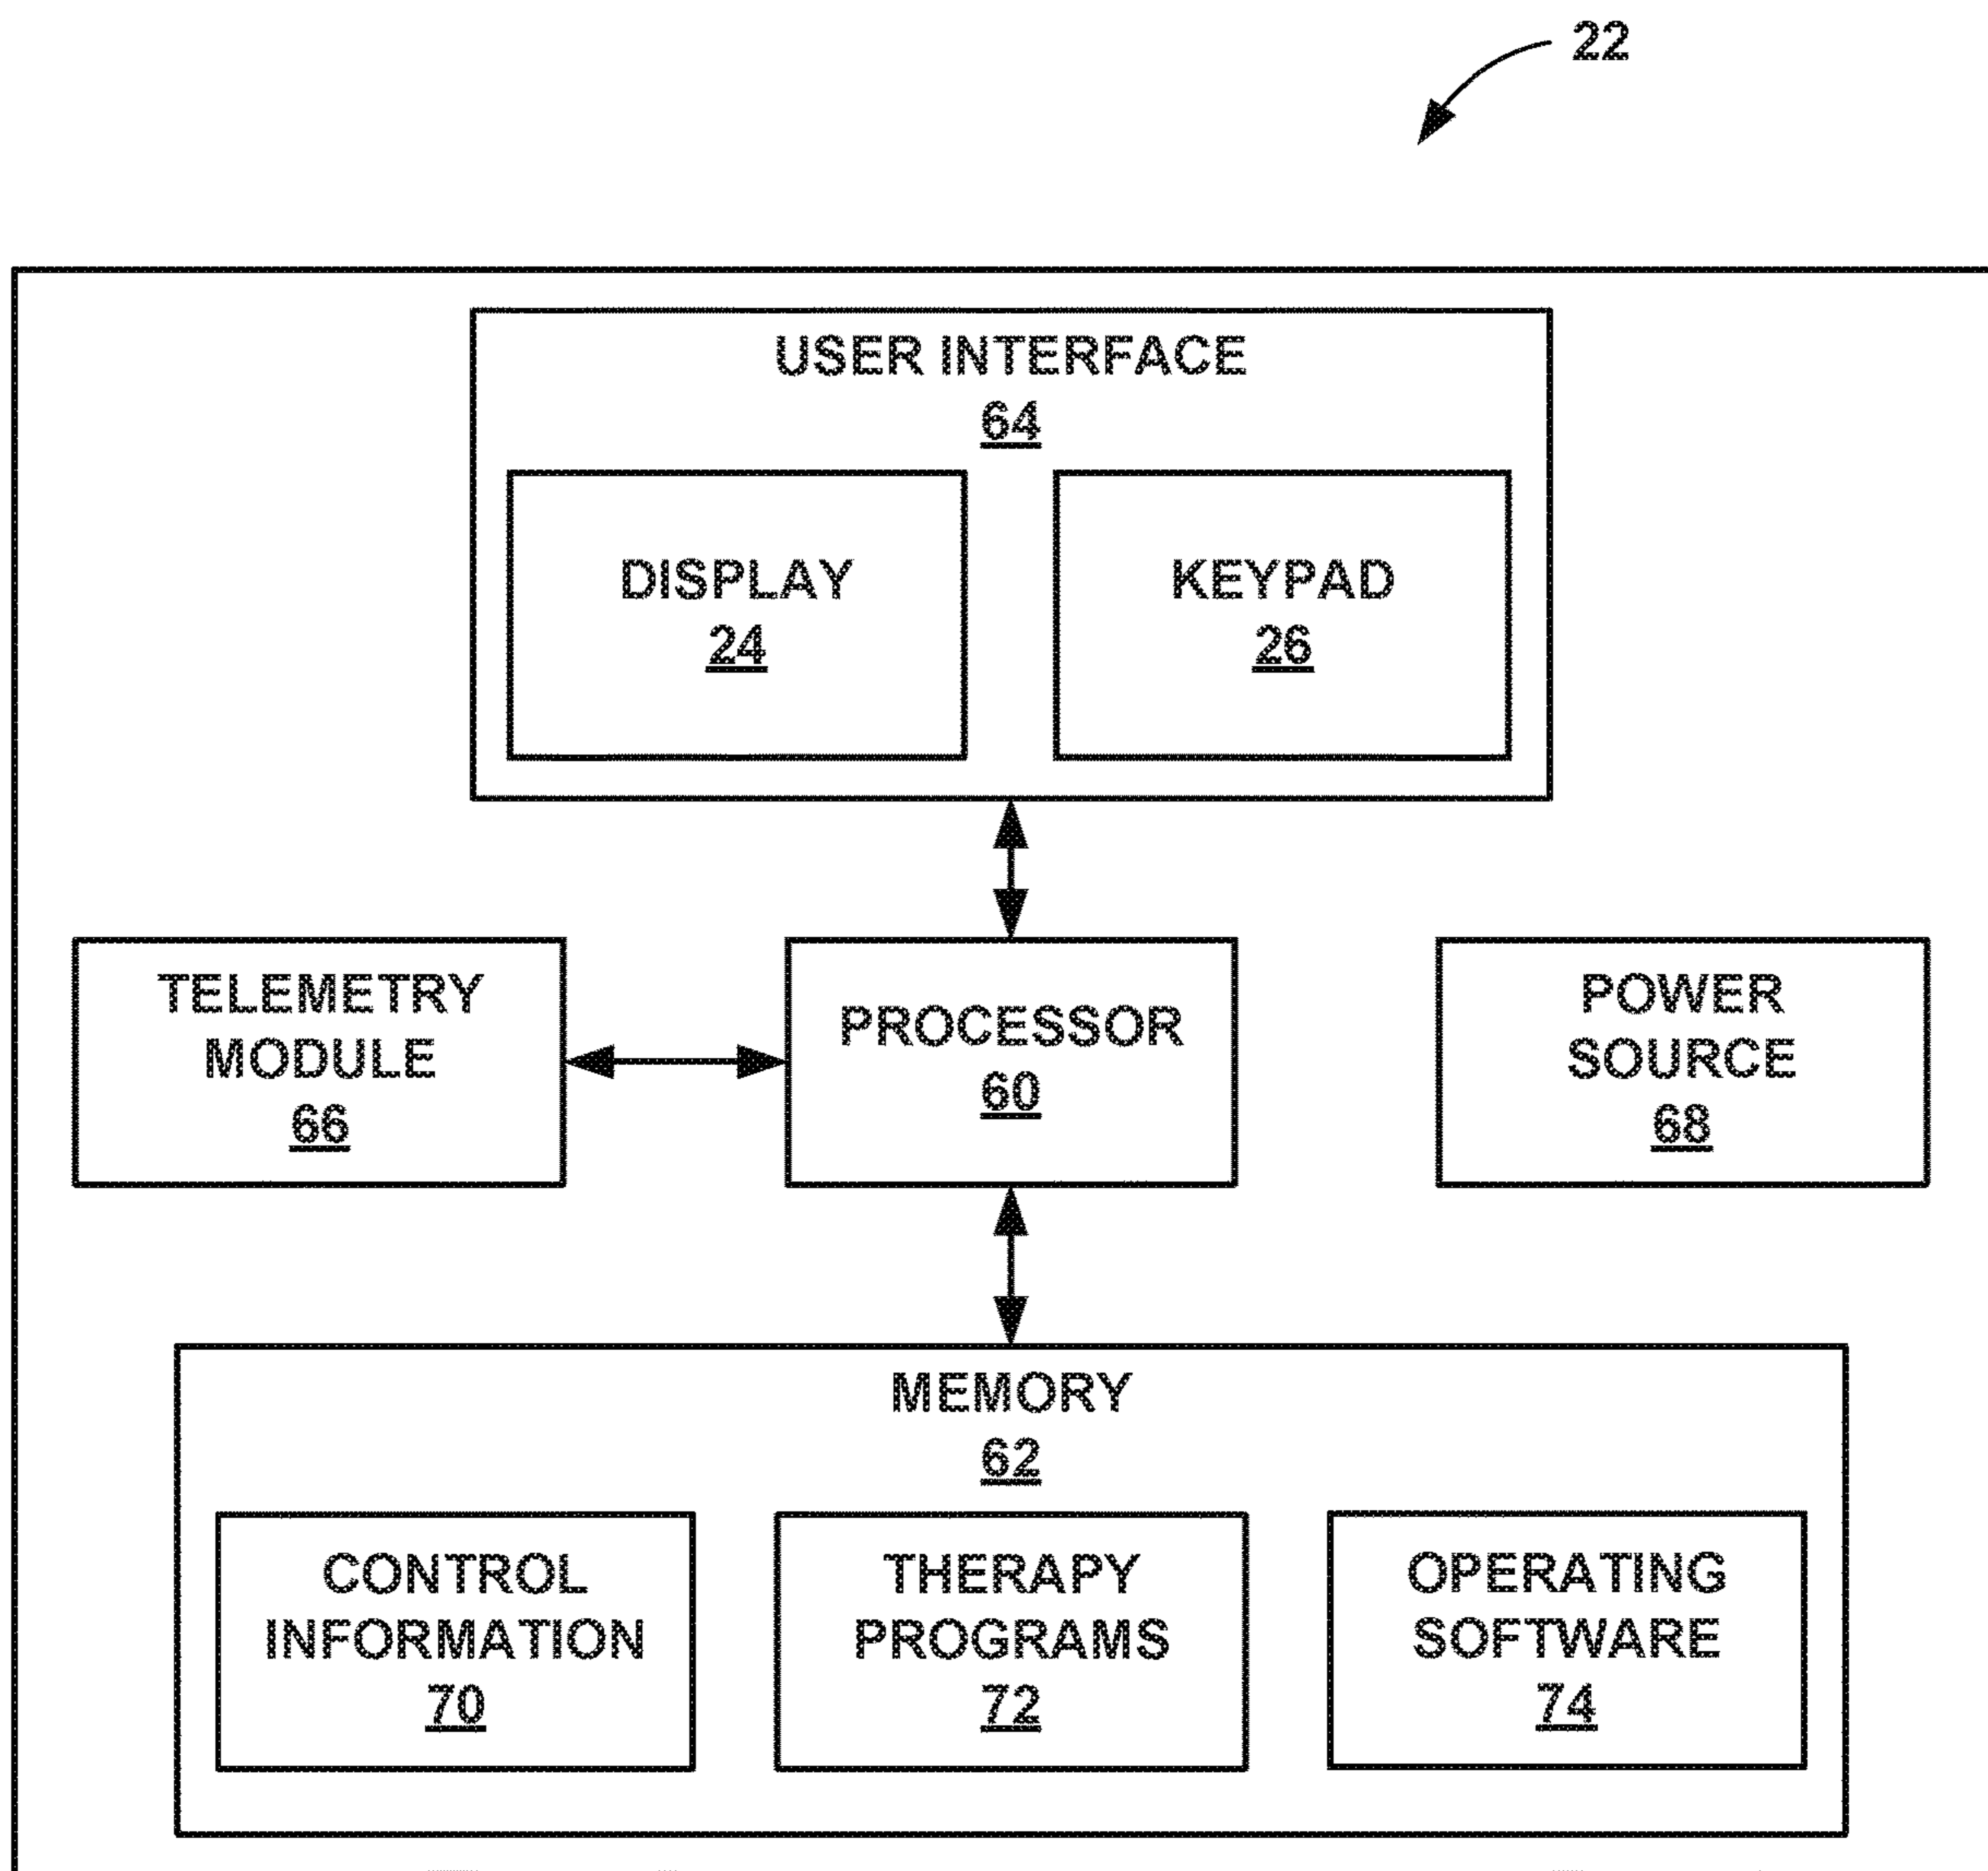 22
USER INTERFACE
64
DISPLAY
24
KEYPAD
26
TELEMETRY
MODULE
66
PROCESSOR
60
POWER
SOURCE
68
MEMORY
62
CONTROL
INFORMATION
70
THERAPY
PROGRAMS
72
OPERATING
SOFTWARE
74